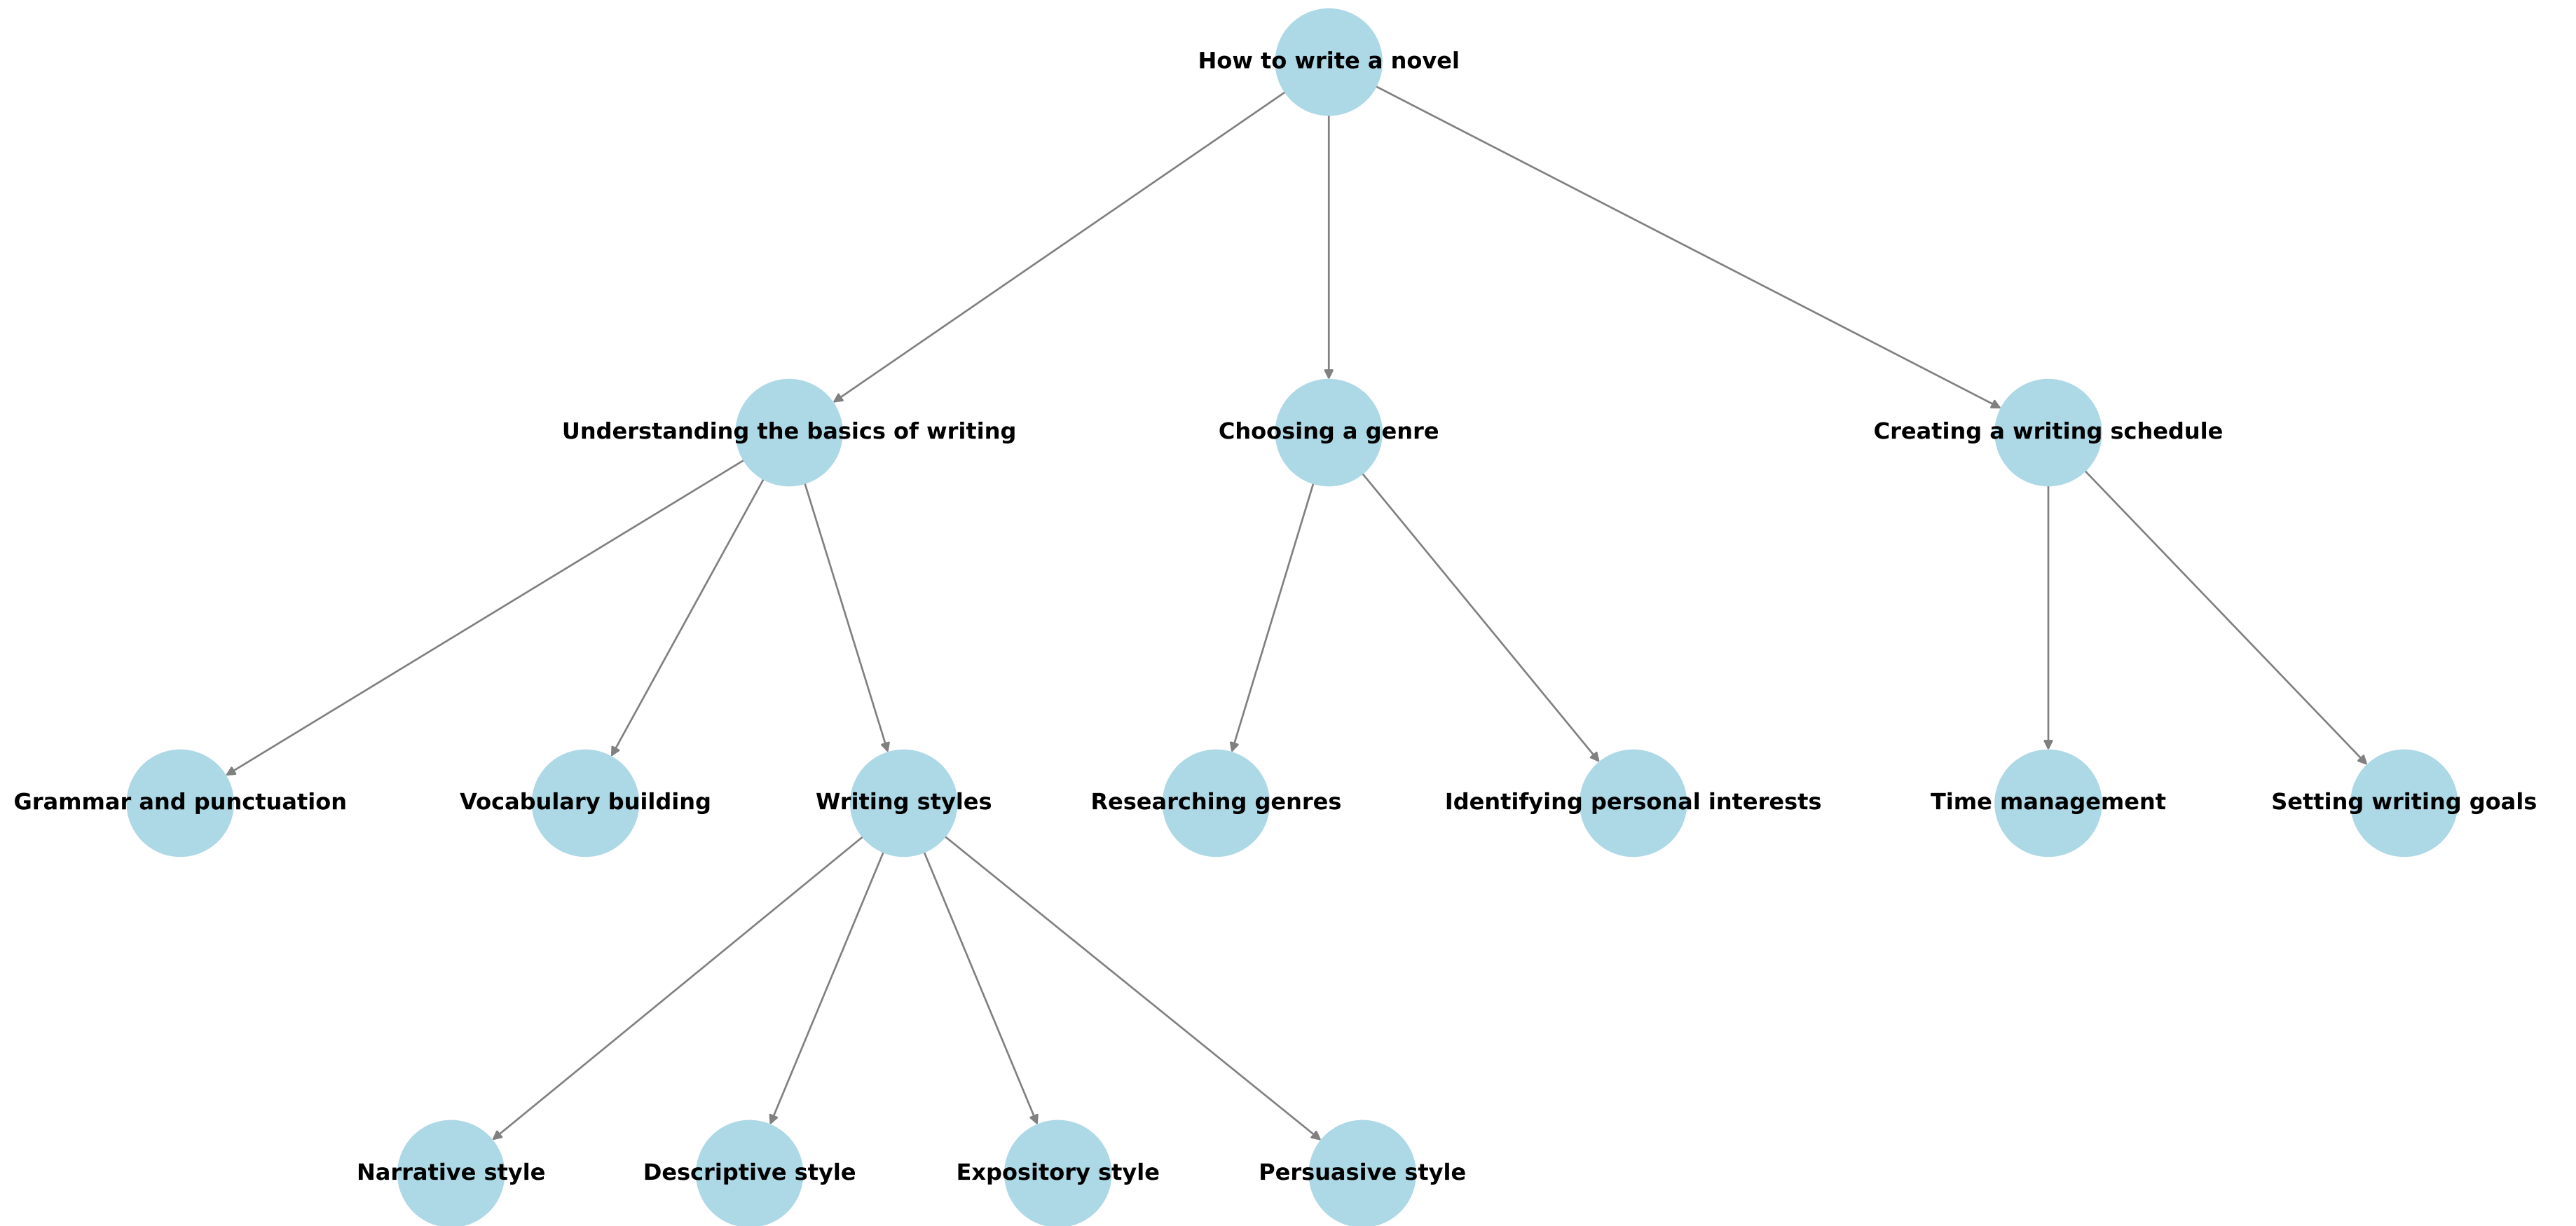 How to write a novel
Understanding the basics of writing
Choosing a genre
Creating a writing schedule
Grammar and punctuation
Vocabulary building
Writing styles
Researching genres
Identifying personal interests
Time management
Setting writing goals
Narrative style
Descriptive style
Expository style
Persuasive style